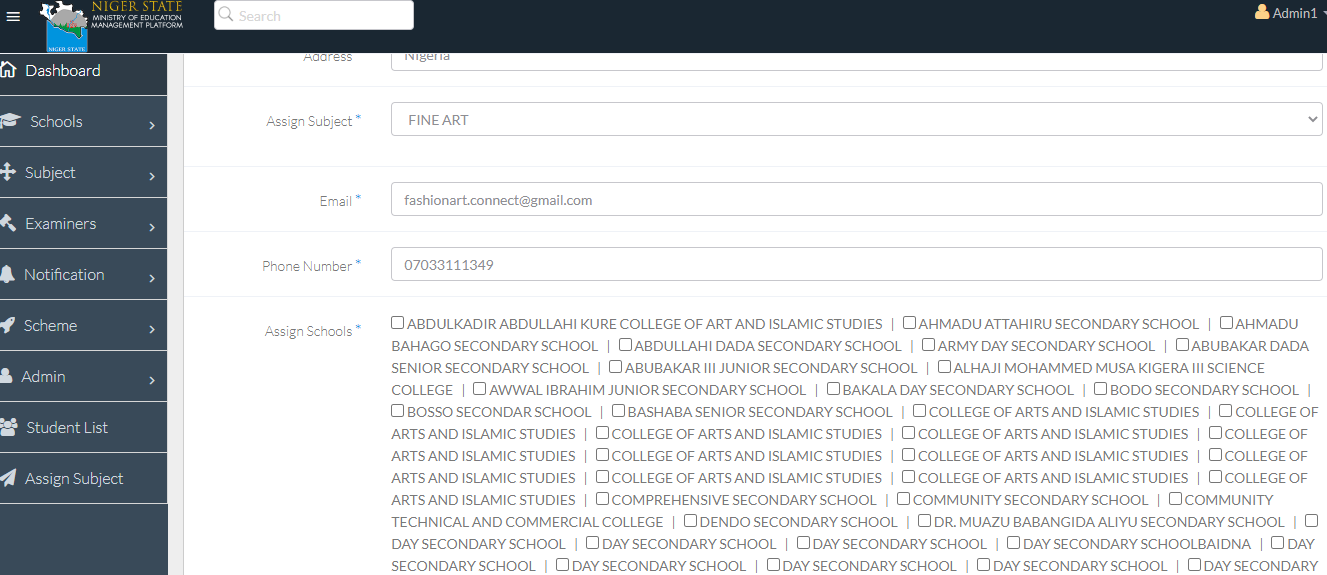 NIGER STATE
MINISTRY OF EDUCATION
MANAGEMENT PLATFORM
NIGER STATE
Search
Admin1
Dashboard
Schools
Subject
Examiners
Notification
Scheme
Admin
Student List
Assign Subject
Address
Nigeria
Assign Subject *
FINE ART
Email *
fashionart.connect@gmail.com
Phone Number *
07033111349
Assign Schools *
ABDULKADIR ABDULLAHI KURE COLLEGE OF ART AND ISLAMIC STUDIES | AHMADU ATTAHIRU SECONDARY SCHOOL | AHMADU
BAHAGO SECONDARY SCHOOL | ABDULLAHI DADA SECONDARY SCHOOL | ARMY DAY SECONDARY SCHOOL | ABUBAKAR DADA
SENIOR SECONDARY SCHOOL | ABUBAKAR III JUNIOR SECONDARY SCHOOL | ALHAJI MOHAMMED MUSA KIGERA III SCIENCE
COLLEGE | AWWAL IBRAHIM JUNIOR SECONDARY SCHOOL | BAKALA DAY SECONDARY SCHOOL | BODO SECONDARY SCHOOL |
BOSSO SECONDAR SCHOOL | BASHABA SENIOR SECONDARY SCHOOL | COLLEGE OF ARTS AND ISLAMIC STUDIES | COLLEGE OF
ARTS AND ISLAMIC STUDIES | COLLEGE OF ARTS AND ISLAMIC STUDIES | COLLEGE OF ARTS AND ISLAMIC STUDIES | COLLEGE OF
ARTS AND ISLAMIC STUDIES | COLLEGE OF ARTS AND ISLAMIC STUDIES | COLLEGE OF ARTS AND ISLAMIC STUDIES | COLLEGE OF
ARTS AND ISLAMIC STUDIES | COLLEGE OF ARTS AND ISLAMIC STUDIES | COLLEGE OF ARTS AND ISLAMIC STUDIES | COLLEGE OF
ARTS AND ISLAMIC STUDIES | COMPREHENSIVE SECONDARY SCHOOL | COMMUNITY SECONDARY SCHOOL | COMMUNITY
TECHNICAL AND COMMERCIAL COLLEGE | DENDO SECONDARY SCHOOL | DR. MUAZU BABANGIDA ALIYU SECONDARY SCHOOL |
DAY SECONDARY SCHOOL | DAY SECONDARY SCHOOL | DAY SECONDARY SCHOOL | DAY SECONDARY SCHOOLBAIDNA | DAY
SECONDARY SCHOOL | DAY SECONDARY SCHOOL | DAY SECONDARY SCHOOL | DAY SECONDARY SCHOOL | DAY SECONDARY